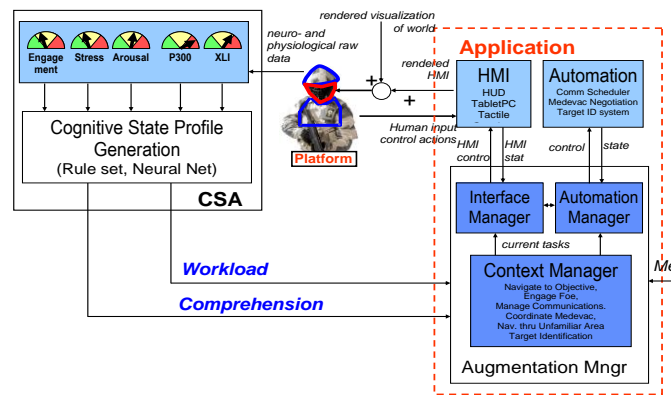 Engage
ment
Stress
Arousal
P300
XLI
Cognitive State Profile
Generation
(Rule set, Neural Net)
CSA
neuro- and
physiological raw
data
rendered visualization
of world
+
+
rendered
HMI
Platform
Human input
control actions
Application
HMI
HUD
TabletPC
Tactile
Automation
Comm Scheduler
Medevac Negotiation
Target ID system
HMI
control
HMI
stat
control
state
Interface
Manager
Automation
Manager
current tasks
Context Manager
Navigate to Objective,
Engage Foe,
Manage Communications.
Coordinate Medevac,
Nav. thru Unfamiliar Area
Target Identification
Augmentation Mngr
Workload
Comprehension